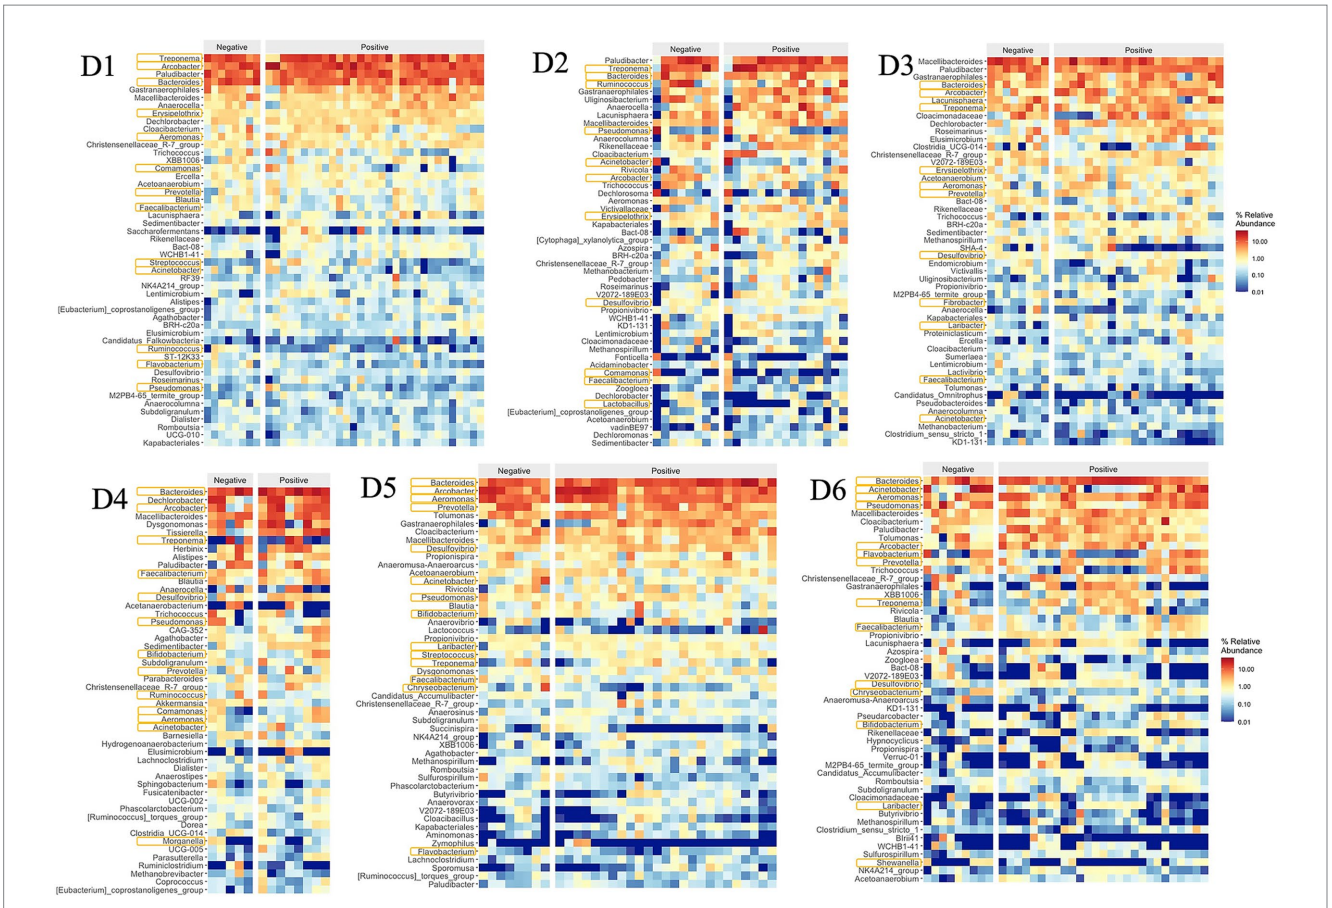 D1
Negative
Positive
Treponema
Arcobacter
Paludibacter
Bacteroides
Gastranaerophilales
Macellibacteroides
Anaerocella
Erysipelothrix
Dechlorobacter
Cloacibacterium
Aeromonas
Christensenellaceae_R-7_group
Trichococcus
XBB1006
Comamonas
Ercella
Acetoanaerobium
Prevotella
Blautia
Faecalibacterium
Lacunisphaera
Sedimentibacter
Saccharofermentans
Rikenellaceae
Bact-08
WCHB1-41
Streptococcus
Acinetobacter
RF39
NK4A214_group
Lentimicrobium
Alistipes
[Eubacterium]_coprostanoligenes_group
Agathobacter
BRH-c20a
Elusimicrobium
Candidatus_Falkowbacteria
Ruminococcus
ST-12K33
Flavobacterium
Desulfovibrio
Roseimarinus
Pseudomonas
M2PB4-65_termite_group
Anaerocolumna
Subdoligranulum
Dialister
Romboutsia
UCG-010
Kapabacteriales
D2
Negative
Positive
Paludibacter
Treponema
Bacteroides
Ruminococcus
Gastranaerophilales
Uliginosibacterium
Anaerocella
Lacunisphaera
Macellibacteroides
Pseudomonas
Anaerocolumna
Rikenellaceae
Cloacibacterium
Acinetobacter
Rivicola
Arcobacter
Trichococcus
Dechlorosoma
Aeromonas
Victivallaceae
Erysipelothrix
Kapabacteriales
Bact-08
[Cytophaga]_xylanolytica_group
Azospira
BRH-c20a
Christensenellaceae_R-7_group
Methanobacterium
Pedobacter
Roseimarinus
V2072-189E03
Desulfovibrio
Propionivibrio
WCHB1-41
KD1-131
Lentimicrobium
Cloacimonadaceae
Methanospirillum
Fonticella
Acidaminobacter
Comamonas
Faecalibacterium
Zoogloea
Dechlorobacter
Lactobacillus
[Eubacterium]_coprostanoligenes_group
Acetoanaerobium
vadinBE97
Dechloromonas
Sedimentibacter
D3
Negative
Positive
Macellibacteroides
Paludibacter
Gastranaerophilales
Bacteroides
Arcobacter
Lacunisphaera
Treponema
Cloacimonadaceae
Dechlorobacter
Roseimarinus
Elusimicrobium
Clostridia_UCG-014
Christensenellaceae_R-7_group
V2072-189E03
Erysipelothrix
Acetoanaerobium
Aeromonas
Prevotella
Bact-08
Rikenellaceae
Trichococcus
BRH-c20a
Sedimentibacter
Methanospirillum
SHA-4
Desulfovibrio
Endomicrobium
Victivallis
Uliginosibacterium
Propionivibrio
M2PB4-65_termite_group
Fibrobacter
Anaerocella
Kapabacteriales
Laribacter
Proteiniclasticum
Ercella
Cloacibacterium
Sumerlaea
Lentimicrobium
Lactivibrio
Faecalibacterium
Tolumonas
Candidatus_Omnitrophus
Pseudobacteroides
Anaerocolumna
Acinetobacter
Methanobacterium
Clostridium_sensu_stricto_1
KD1-131
% Relative
Abundance
10.00
1.00
0.10
0.01
D4
Negative
Positive
Bacteroides
Dechlorobacter
Arcobacter
Macellibacteroides
Dysgonomonas
Tissierella
Treponema
Herbinix
Alistipes
Paludibacter
Faecalibacterium
Blautia
Anaerocella
Desulfovibrio
Acetanaerobacterium
Trichococcus
Pseudomonas
CAG-352
Agathobacter
Sedimentibacter
Bifidobacterium
Subdoligranulum
Prevotella
Parabacteroides
Christensenellaceae_R-7_group
Ruminococcus
Akkermansia
Comamonas
Aeromonas
Acinetobacter
Barnesiella
Hydrogenoanaerobacterium
Elusimicrobium
Lachnoclostridium
Dialister
Anaerostipes
Sphingobacterium
Fusicatenibacter
UCG-002
Phascolarctobacterium
[Ruminococcus]_torques_group
Dorea
Clostridia_UCG-014
Morganella
UCG-005
Parasutterella
Ruminiclostridium
Methanobrevibacter
Coprococcus
[Eubacterium]_coprostanoligenes_group
D5
Negative
Positive
Bacteroides
Arcobacter
Aeromonas
Prevotella
Tolumonas
Gastranaerophilales
Cloacibacterium
Macellibacteroides
Desulfovibrio
Propionispira
Anaeromusa-Anaeroarcus
Acetoanaerobium
Acinetobacter
Rivicola
Pseudomonas
Blautia
Bifidobacterium
Anaerovibrio
Lactococcus
Propionivibrio
Laribacter
Streptococcus
Treponema
Dysgonomonas
Faecalibacterium
Chryseobacterium
Candidatus_Accumulibacter
Christensenellaceae_R-7_group
Anaerosinus
Subdoligranulum
Succinispira
NK4A214_group
XBB1006
Agathobacter
Methanospirillum
Romboutsia
Sulfurospirillum
Phascolarctobacterium
Butyrivibrio
Anaerovorax
V2072-189E03
Cloacibacillus
Kapabacteriales
Aminomonas
Zymophilus
Flavobacterium
Lachnoclostridium
Sporomusa
[Ruminococcus]_torques_group
Paludibacter
D6
Negative
Positive
Bacteroides
Acinetobacter
Aeromonas
Pseudomonas
Macellibacteroides
Cloacibacterium
Paludibacter
Tolumonas
Arcobacter
Flavobacterium
Prevotella
Trichococcus
Christensenellaceae_R-7_group
Gastranaerophilales
XBB1006
Treponema
Rivicola
Blautia
Faecalibacterium
Propionivibrio
Lacunisphaera
Azospira
Zoogloea
Bact-08
V2072-189E03
Desulfovibrio
Chryseobacterium
Anaeromusa-Anaeroarcus
KD1-131
Pseudarcobacter
Bifidobacterium
Rikenellaceae
Hypnocyclicus
Propionispira
Verruc-01
M2PB4-65_termite_group
Candidatus_Accumulibacter
Romboutsia
Subdoligranulum
Cloacimonadaceae
Laribacter
Butyrivibrio
Methanospirillum
Clostridium_sensu_stricto_1
Blrii41
WCHB1-41
Sulfurospirillum
Shewanella
NK4A214_group
Acetoanaerobium
% Relative
Abundance
10.00
1.00
0.10
0.01